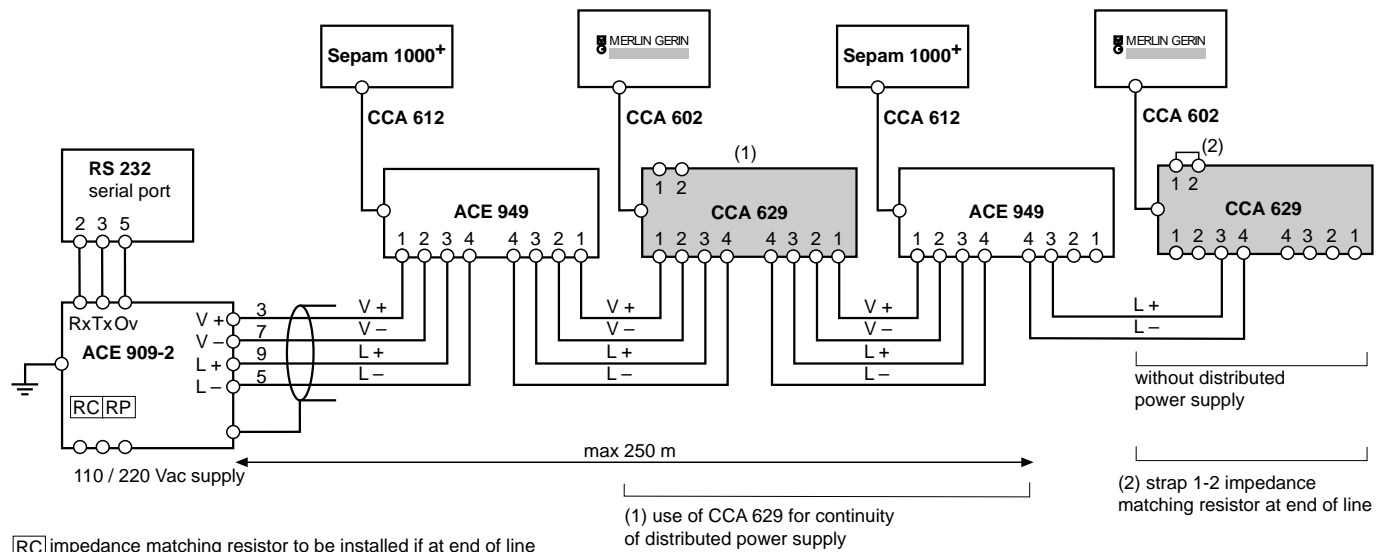 Sepam 1000+
MERLIN GERIN
Sepam 1000+
MERLIN GERIN
CCA 612
CCA 602
CCA 612
CCA 602
RS 232
serial port
2 3 5
(1)
(2)
1 2
1 2
ACE 949
CCA 629
ACE 949
CCA 629
1 2 3 4 4 3 2 1
1 2 3 4 4 3 2 1
1 2 3 4 4 3 2 1
1 2 3 4 4 3 2 1
Rx Tx Ov
ACE 909-2
V + 3 V + V + V +
V – 7 V – V – V –
L + 9 L + L + L + L +
L – 5 L – L – L – L –
RC RP
110 / 220 Vac supply
max 250 m
without distributed
power supply
(1) use of CCA 629 for continuity
of distributed power supply
(2) strap 1-2 impedance
matching resistor at end of line
RC impedance matching resistor to be installed if at end of line